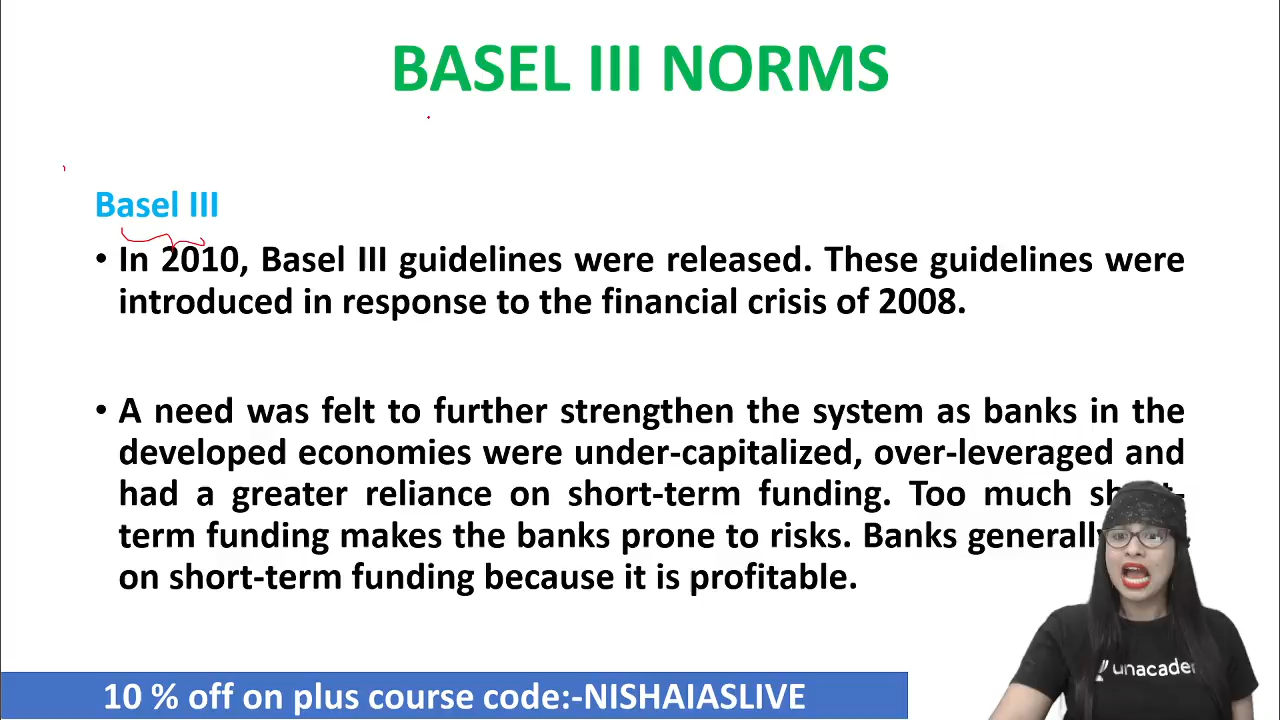 BASEL III NORMS
Basel III
• In 2010, Basel III guidelines were released. These guidelines were
introduced in response to the financial crisis of 2008.
• A need was felt to further strengthen the system as banks in the
developed economies were under-capitalized, over-leveraged and
had a greater reliance on short-term funding. Too much
term funding makes the banks prone to risks. Banks
on short-term funding because it is profitable.
10 % off on plus course code:-NISHAIASLIVE